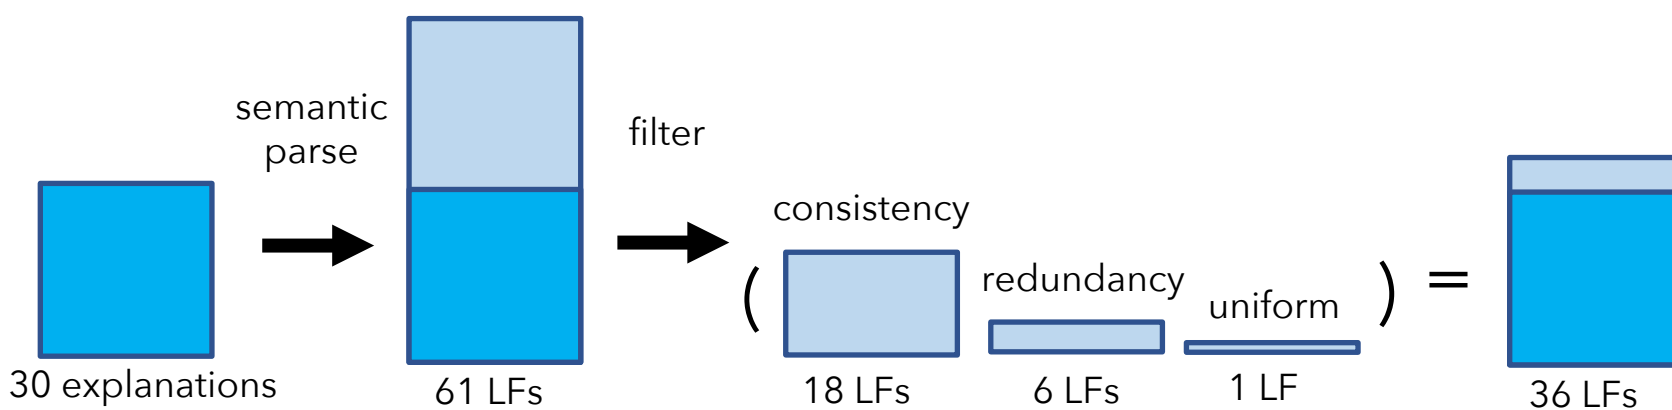 30 explanations
semantic
parse
61 LFs
filter
(
consistency
18 LFs
redundancy
6 LFs
uniform
1 LF
)
=
36 LFs